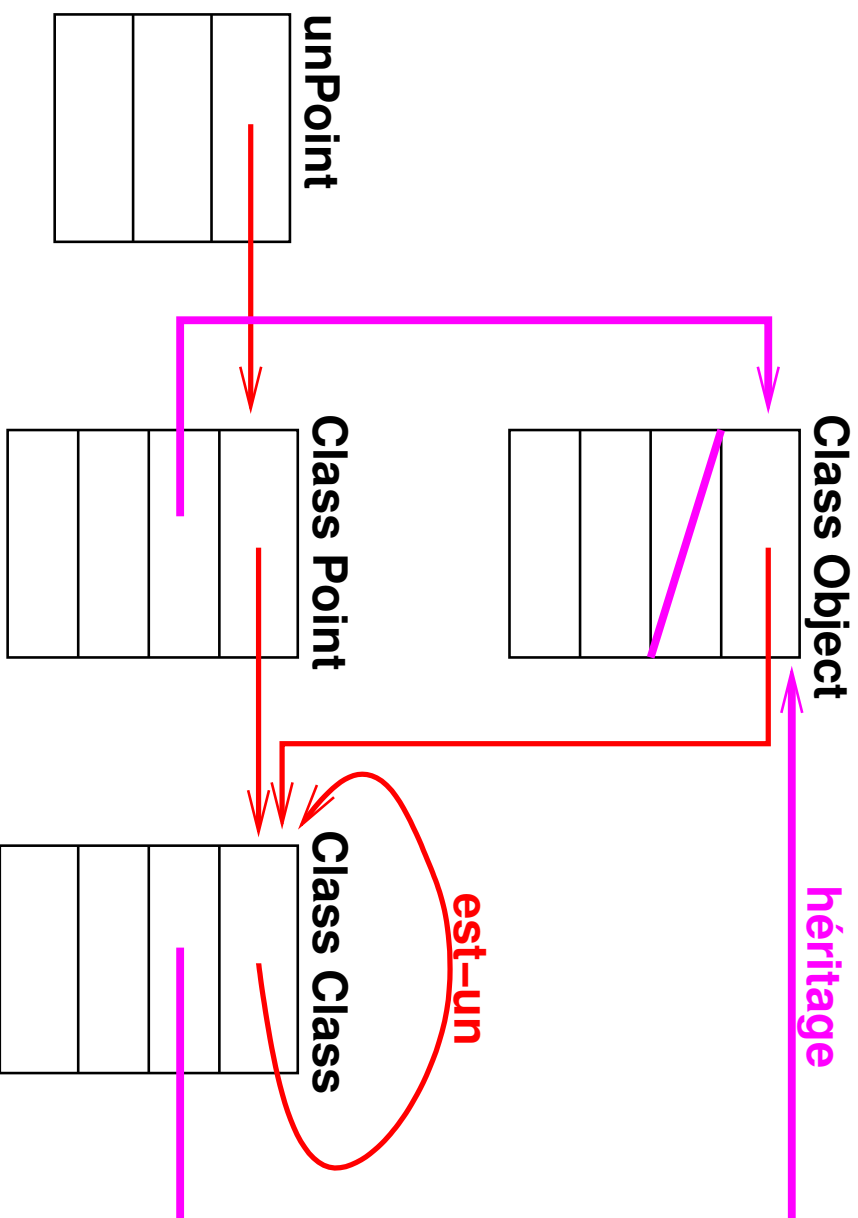 Class Object
héritage
est–un
unPoint
Class Point
Class Class